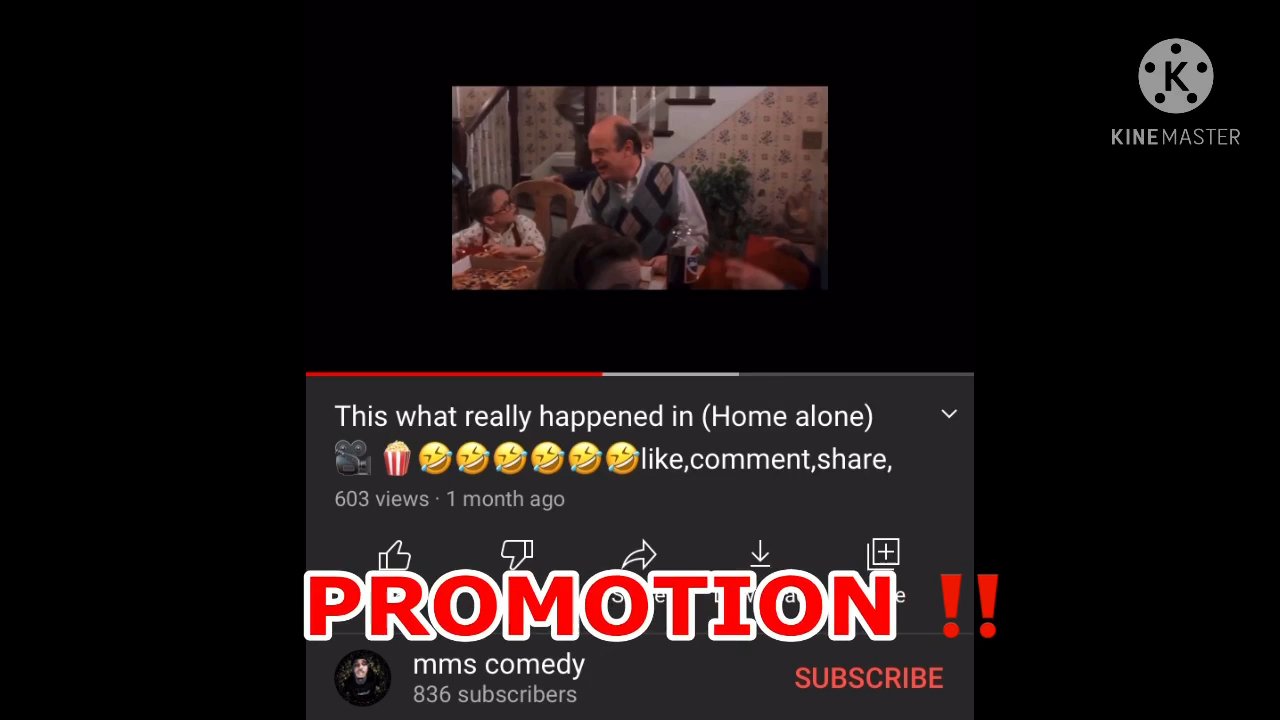 KINEMASTER
This what really happened in (Home alone)
🎥 🍿🤣🤣🤣🤣🤣🤣like,comment,share,
603 views · 1 month ago
PROMOTION ‼️
mms comedy
836 subscribers
SUBSCRIBE